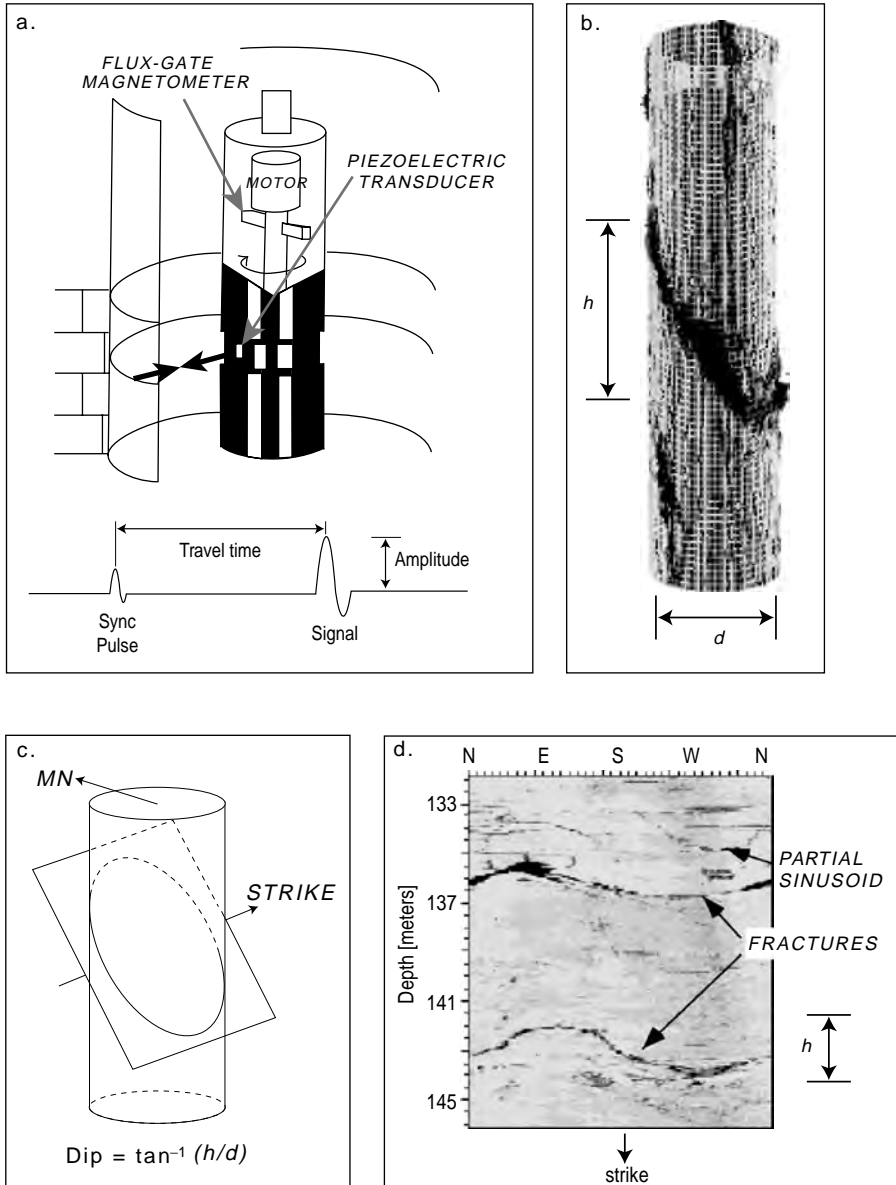 a.
FLUX-GATE
MAGNETOMETER
PIEZOELECTRIC
TRANSDUCER
MOTOR
Travel time
Amplitude
Sync
Pulse
Signal
b.
h
d
c.
MN
STRIKE
Dip = tan⁻¹ (h/d)
d.
N E S W N
133
137
141
145
Depth [meters]
PARTIAL
SINUSOID
FRACTURES
h
strike